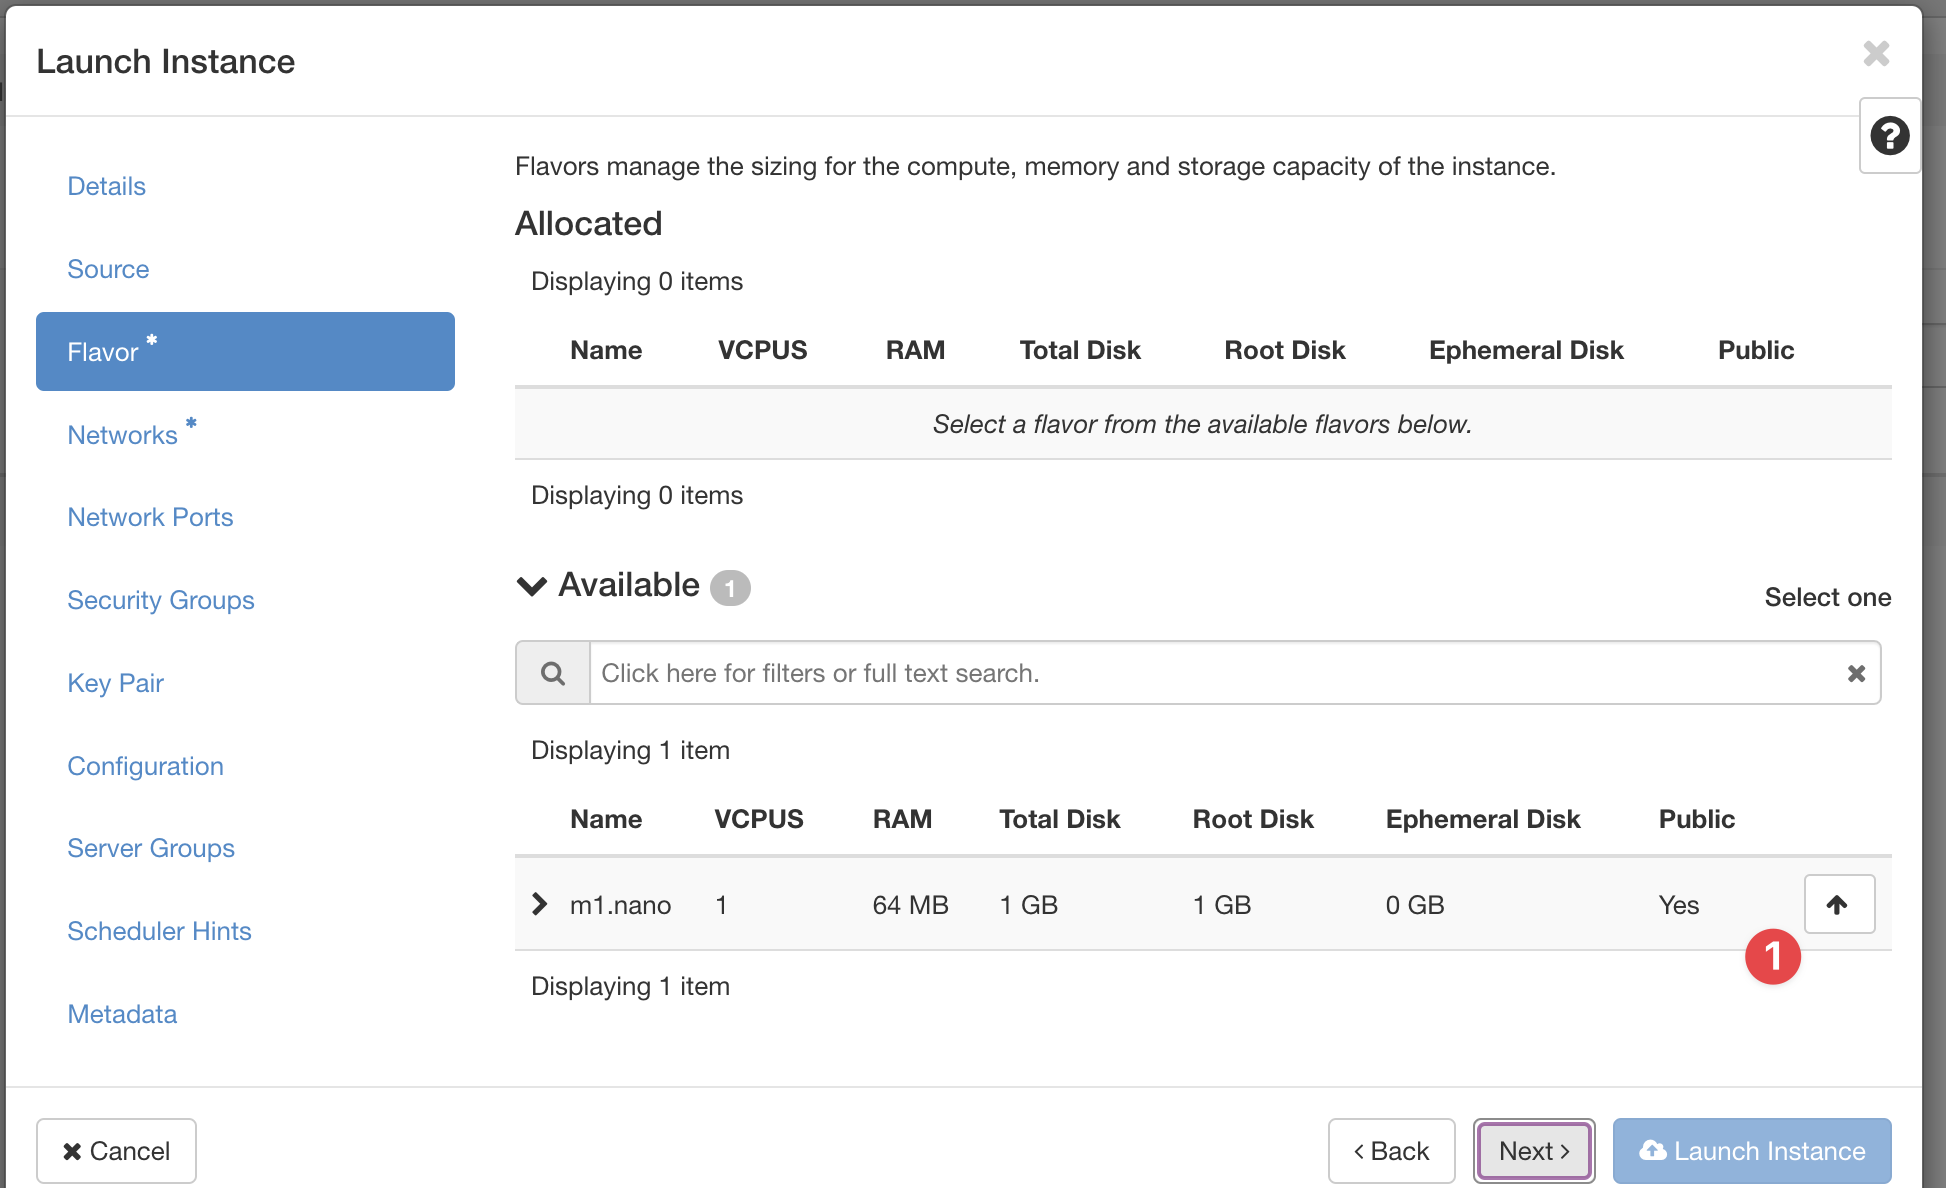 Launch Instance
Details
Source
Flavor *
Networks *
Network Ports
Security Groups
Key Pair
Configuration
Server Groups
Scheduler Hints
Metadata
Flavors manage the sizing for the compute, memory and storage capacity of the instance.
Allocated
Displaying 0 items
Name VCPUS RAM Total Disk Root Disk Ephemeral Disk Public
Select a flavor from the available flavors below.
Displaying 0 items
Available 1
Select one
Click here for filters or full text search.
Displaying 1 item
Name VCPUS RAM Total Disk Root Disk Ephemeral Disk Public
m1.nano 1 64 MB 1 GB 1 GB 0 GB Yes
1
Displaying 1 item
Cancel
Back
Next
Launch Instance